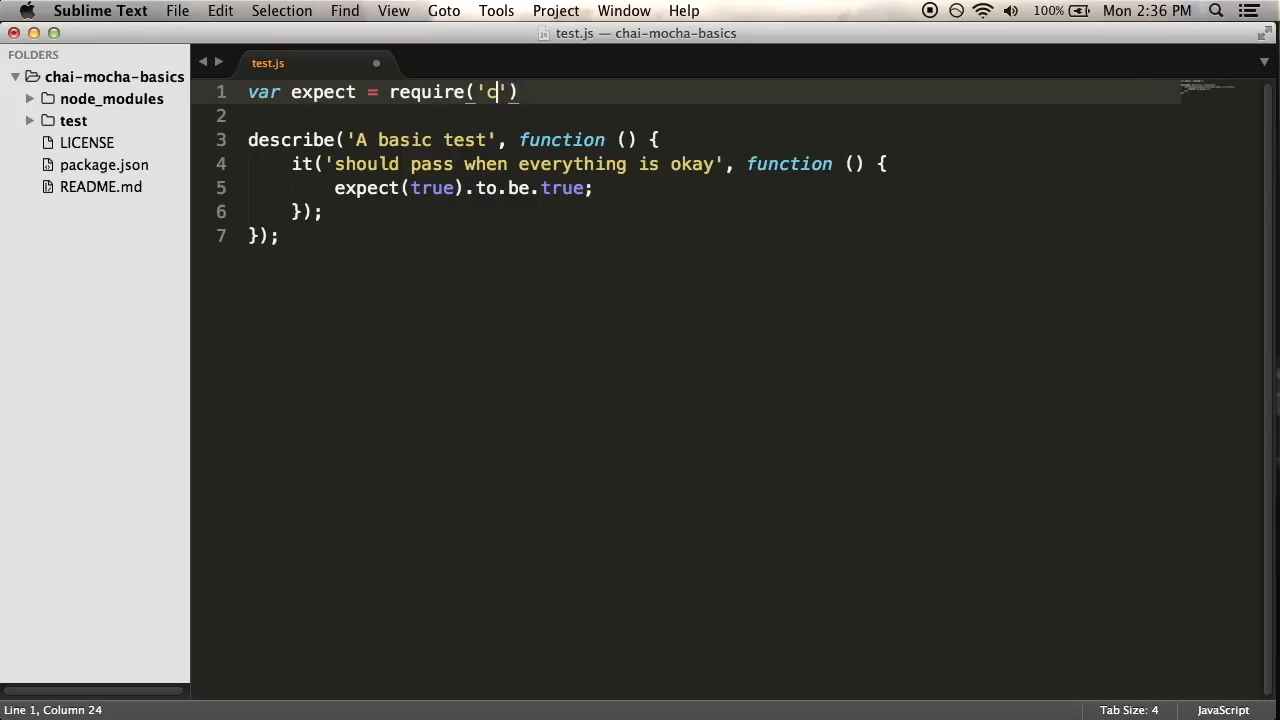 Sublime Text File Edit Selection Find View Goto Tools Project Window Help 100% Mon 2:36 PM
test.js — chai-mocha-basics
FOLDERS
chai-mocha-basics
node_modules
test
LICENSE
package.json
README.md
test.js
1 var expect = require('c')
2
3 describe('A basic test', function () {
4 it('should pass when everything is okay', function () {
5 expect(true).to.be.true;
6 });
7 });
Line 1, Column 24 Tab Size: 4 JavaScript